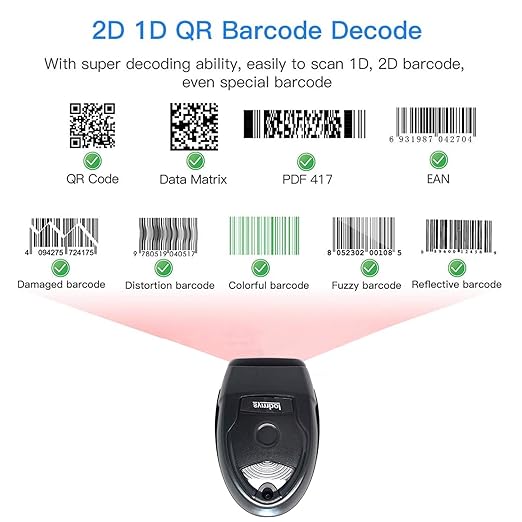 2D 1D QR Barcode Decode
With super decoding ability, easily to scan 1D, 2D barcode,
even special barcode
6 931987 042704
QR Code
Data Matrix
PDF 417
EAN
4 094275 724175
9 780519 040517
8 052302 00108 5
Damaged barcode
Distortion barcode
Colorful barcode
Fuzzy barcode
Reflective barcode
symbol